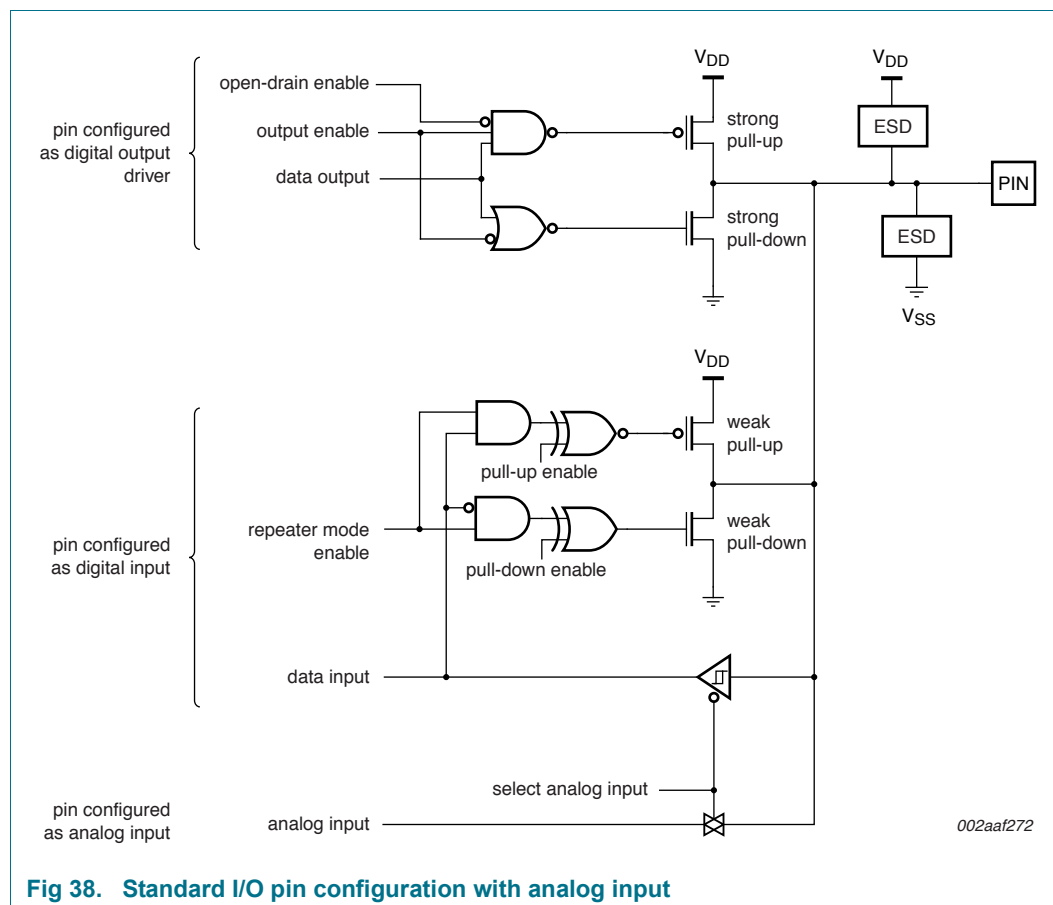 pin configured
as digital output
driver
open-drain enable
output enable
data output
VDD
strong
pull-up
strong
pull-down
VDD
ESD
PIN
ESD
VSS
pin configured
as digital input
repeater mode
enable
pull-up enable
pull-down enable
VDD
weak
pull-up
weak
pull-down
data input
select analog input
pin configured
as analog input
analog input
002aaf272
Fig 38. Standard I/O pin configuration with analog input